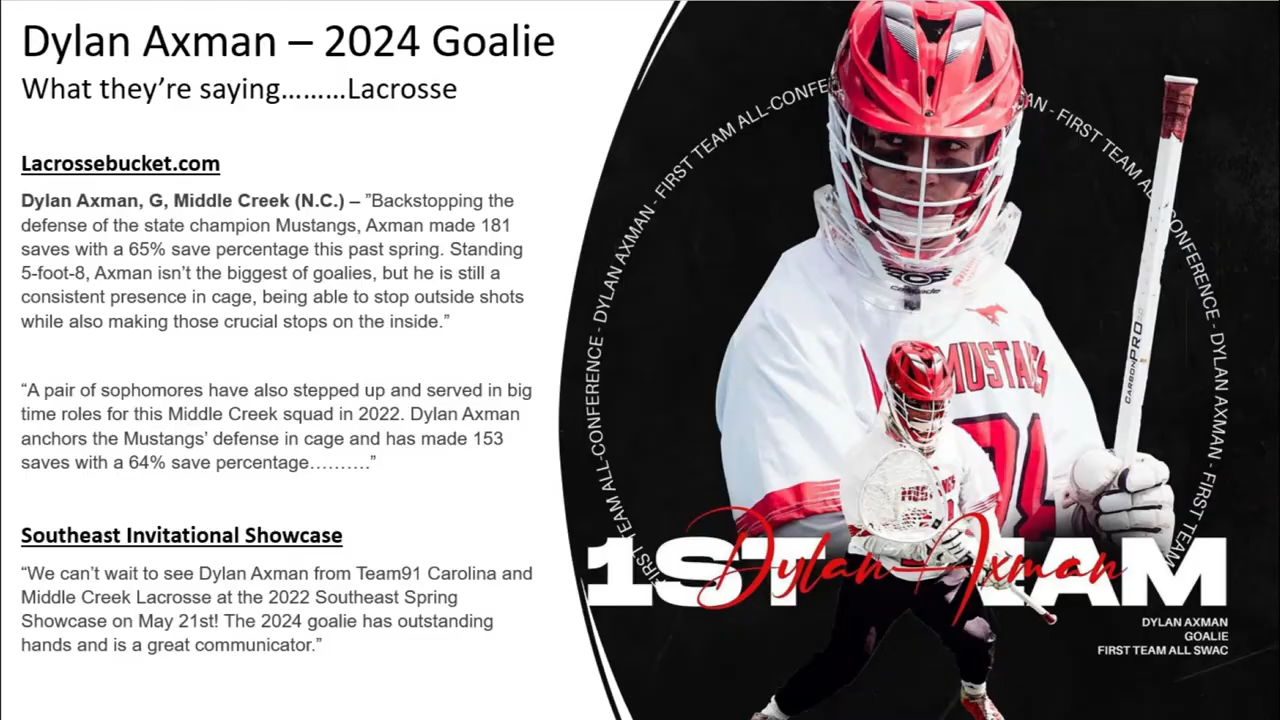 Dylan Axman – 2024 Goalie
What they're saying………Lacrosse
Lacrossebucket.com
Dylan Axman, G, Middle Creek (N.C.) – "Backstopping the
defense of the state champion Mustangs, Axman made 181
saves with a 65% save percentage this past spring. Standing
5-foot-8, Axman isn't the biggest of goalies, but he is still a
consistent presence in cage, being able to stop outside shots
while also making those crucial stops on the inside."
"A pair of sophomores have also stepped up and served in big
time roles for this Middle Creek squad in 2022. Dylan Axman
anchors the Mustangs' defense in cage and has made 153
saves with a 64% save percentage………."
Southeast Invitational Showcase
"We can't wait to see Dylan Axman from Team91 Carolina and
Middle Creek Lacrosse at the 2022 Southeast Spring
Showcase on May 21st! The 2024 goalie has outstanding
hands and is a great communicator."
FIRST TEAM ALL-CONFERENCE - DYLAN AXMAN - FIRST TEAM ALL-CONFE
AN - FIRST TEAM AL CONFERENCE - DYLAN AXMAN - FIRST TEAM
cascade
CARBONPRO
MUSTANGS
1ST TEAM
Dylan Axman
DYLAN AXMAN
GOALIE
FIRST TEAM ALL SWAC